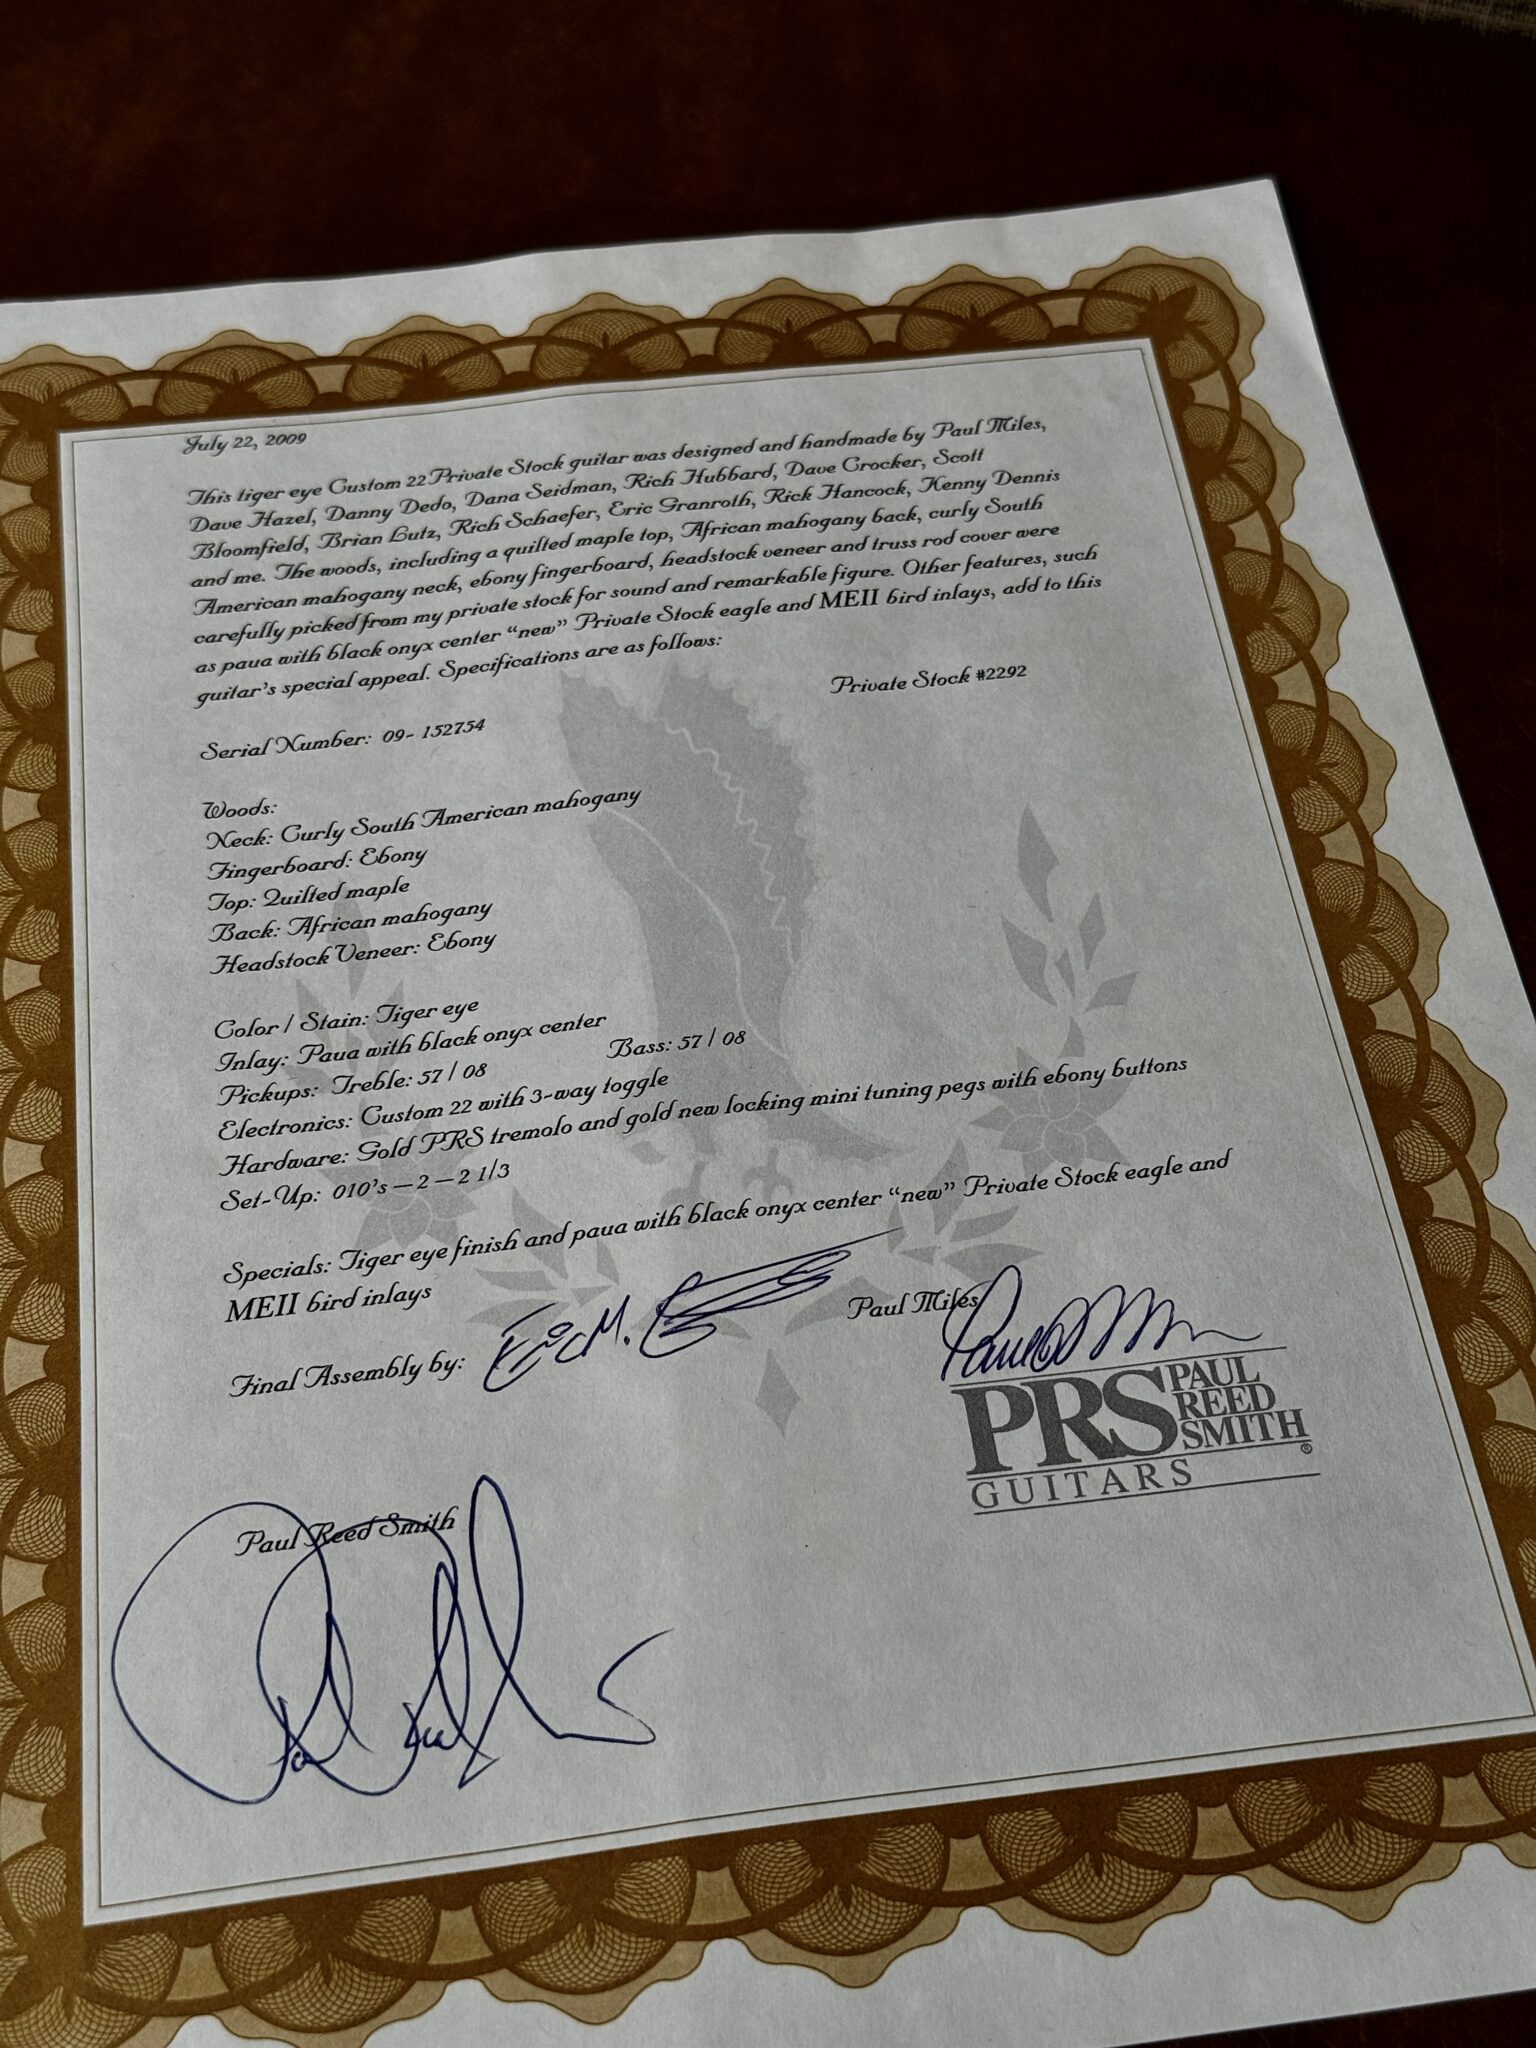 July 22, 2009
This tiger eye Custom 22 Private Stock guitar was designed and handmade by Paul Miles,
Dave Hazel, Danny Dedo, Dana Seidman, Rich Hubbard, Dave Crocker, Scott
Bloomfield, Brian Lutz, Rich Schaefer, Eric Granroth, Rick Hancock, Kenny Dennis
and me. The woods, including a quilted maple top, African mahogany back, curly South
American mahogany neck, ebony fingerboard, headstock veneer and truss rod cover were
carefully picked from my private stock for sound and remarkable figure. Other features, such
as paua with black onyx center “new” Private Stock eagle and MEII bird inlays, add to this
guitar's special appeal. Specifications are as follows:
Serial Number: 09- 152754 Private Stock #2292
Woods:
Neck: Curly South American mahogany
Fingerboard: Ebony
Top: Quilted maple
Back: African mahogany
Headstock Veneer: Ebony
Color / Stain: Tiger eye
Inlay: Paua with black onyx center
Pickups: Treble: 57 / 08 Bass: 57 / 08
Electronics: Custom 22 with 3-way toggle
Hardware: Gold PRS tremolo and gold new locking mini tuning pegs with ebony buttons
Set-Up: 010's – 2 – 2 1/3
Specials: Tiger eye finish and paua with black onyx center “new” Private Stock eagle and
MEII bird inlays
Final Assembly by: Paul Miles
PRS PAUL
REED
SMITH®
GUITARS
Paul Reed Smith